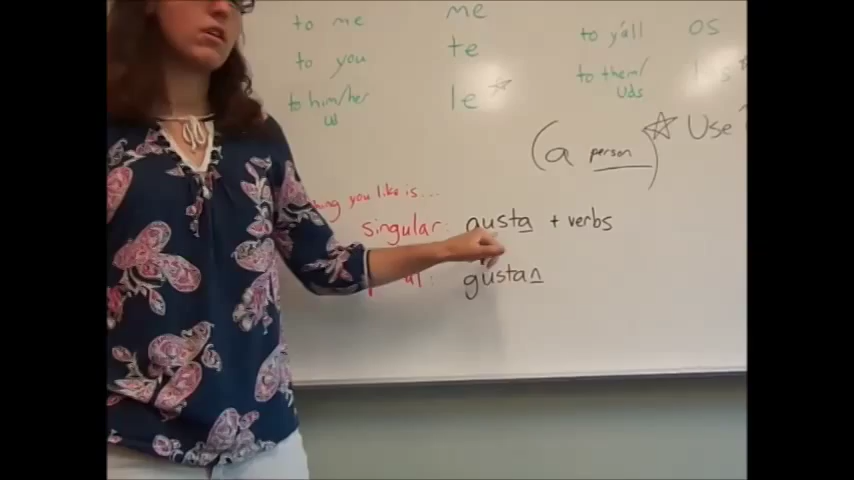 to me me
to y'all os
to you te
to them/
Uds
to him/her
Ud
le ☆
(a person) ☆ Use
thing you like is...
singular: gusta + verbs
gustan